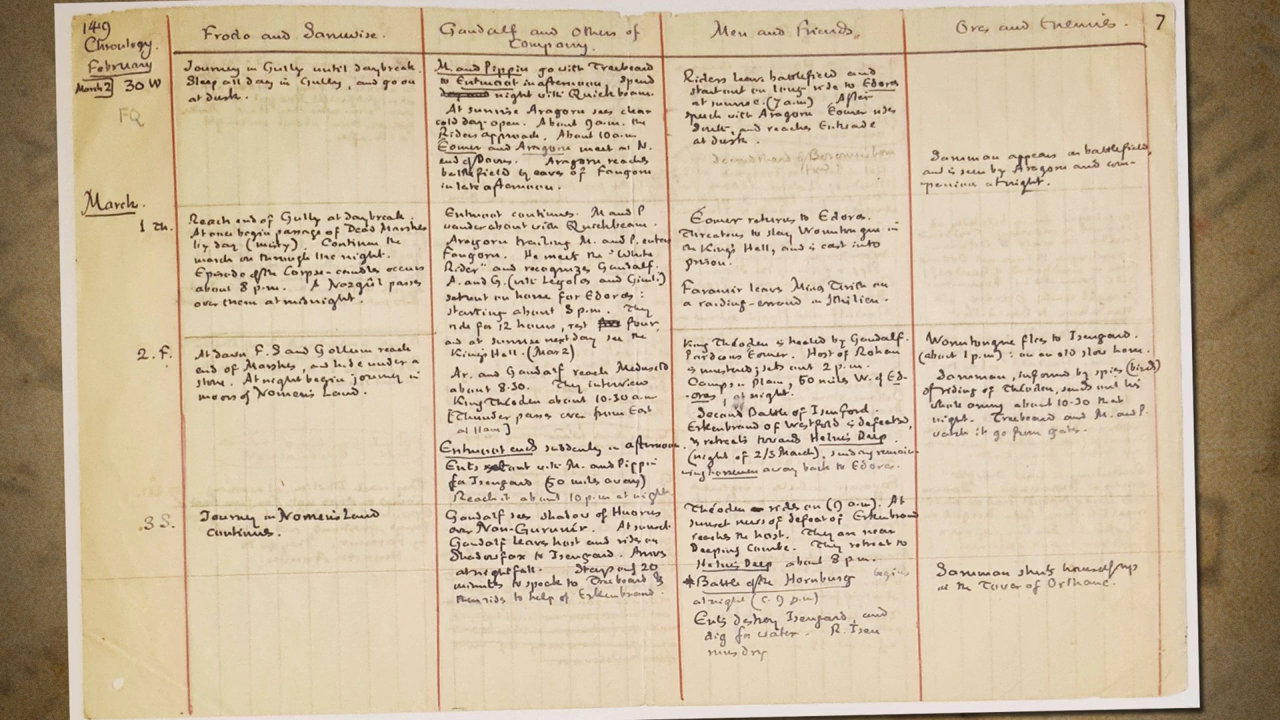 1419
Chronology.
February
March 2] 30 W
FQ
Frodo and Samwise.
Gandalf and Others of
Company.
Men and Friends.
Orcs and Enemies.
7
Journey in Gully until daybreak.
Sleep all day in Gully, and go on
at dusk.
M. and Pippin go with Treebeard
to Entmoot in afternoon. Spend
night with Quickbeam.
At sunrise Aragorn sees clear
cold day open. About 9 a.m. the
Riders approach. About 10 a.m.
Eomer and Aragorn meet at N.
end of Downs. Aragorn reaches
battlefield by eaves of Fangorn
in late afternoon.
Riders leave battlefield and
start out on long ride to Edoras
at sunrise. (7 a.m.) After
speech with Aragorn Eomer rides
South, and reaches Entwade
at dusk.
Saruman appears on battlefield,
and is seen by Aragorn and com-
panions at night.
March.
1 Th.
Reach end of Gully at daybreak.
At once begin passage of Dead Marshes
by day (misty). Continue the
march on through the night.
Episode of the Corpse-candles occurs
about 8 p.m. A Nazgûl passes
over them at midnight.
Entmoot continues. M and P
wander about with Quickbeam.
Aragorn trailing M. and P. enters
Fangorn. He meets the "White
Rider" and recognizes Gandalf.
A. and G. (with Legolas and Gimli)
set out on horse for Edoras:
starting about 3 p.m. They
ride for 12 hours, rest four,
and at sunrise next day see the
King's Hall. (Mar 2)
Éomer returns to Edoras.
Threatens to slay Wormtongue in
the King's Hall, and is cast into
prison.
Faramir leaves Minas Tirith on
a raiding-errand in Ithilien.
2. F.
At dawn F. S and Gollum reach
end of Marshes, and hide under a
stone. At night begin journey in
moors of Nomen's Land.
Ar. and Gandalf reach Meduseld
about 8.30. They interview
King Théoden about 10.30 a.m
[Thunder passes over from East
at 11am]
Entmoot ends suddenly in afternoon.
Ents set out with M. and Pippin
for Isengard (50 miles away)
Reach it about 10 p.m at night
King Théoden is healed by Gandalf.
Pardons Eomer. Host of Rohan
is mustered; sets out 2 p.m.
Camps in Plain, 50 miles W. of Ed-
oras, at night.
Second Battle of Isenford.
Erkenbrand of Westfold is defeated,
& retreats towards Helm's Deep
(night of 2/3 March), sending remain-
ing horsemen away back to Edoras.
Wormtongue flies to Isengard.
(about 1 p.m): on an old slow horse.
Saruman, informed by spies (birds)
of riding of Théoden, sends out his
whole army about 10.30 that
night. Treebeard and M. and P.
watch it go from gates.
3 S.
Journey in Nomen's Land
continues.
Gandalf sees shadow of Huorns
over Nan-Gurunír. At sunset
Gandalf leaves host and rides on
Shadowfax to Isengard. Arrives
at nightfall. Stays only 20
minutes to speak to Treebeard &
then rides to help of Erkenbrand.
Théoden rides on (9 a.m). At
sunset news of defeat of Erkenbrand
reaches the host. They are near
Deeping Coombe. They retreat to
Helm's Deep about 8 p.m.
*Battle of the Hornburg begins
at night (c. 9 p.m)
Ents destroy Isengard, and
dig for water. R. Isen
runs dry
Saruman shuts himself up
in the Tower of Orthanc.